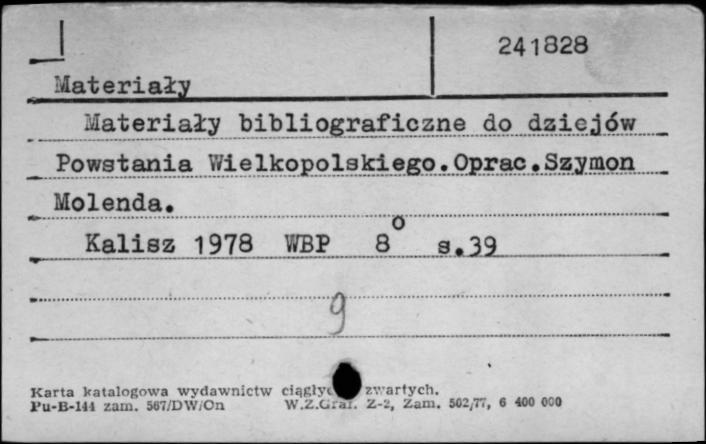 241828
Materiały
Materiały bibliograficzne do dziejów
Powstania Wielkopolskiego.Oprac.Szymon
Molenda.
Kalisz 1978 WBP 8° s.39
9
Karta katalogowa wydawnictw zwartych.
Pu-B-144 zam. 567/DW/On W.Z.Graf. Z-2, Zam. 502/77, 6 400 000